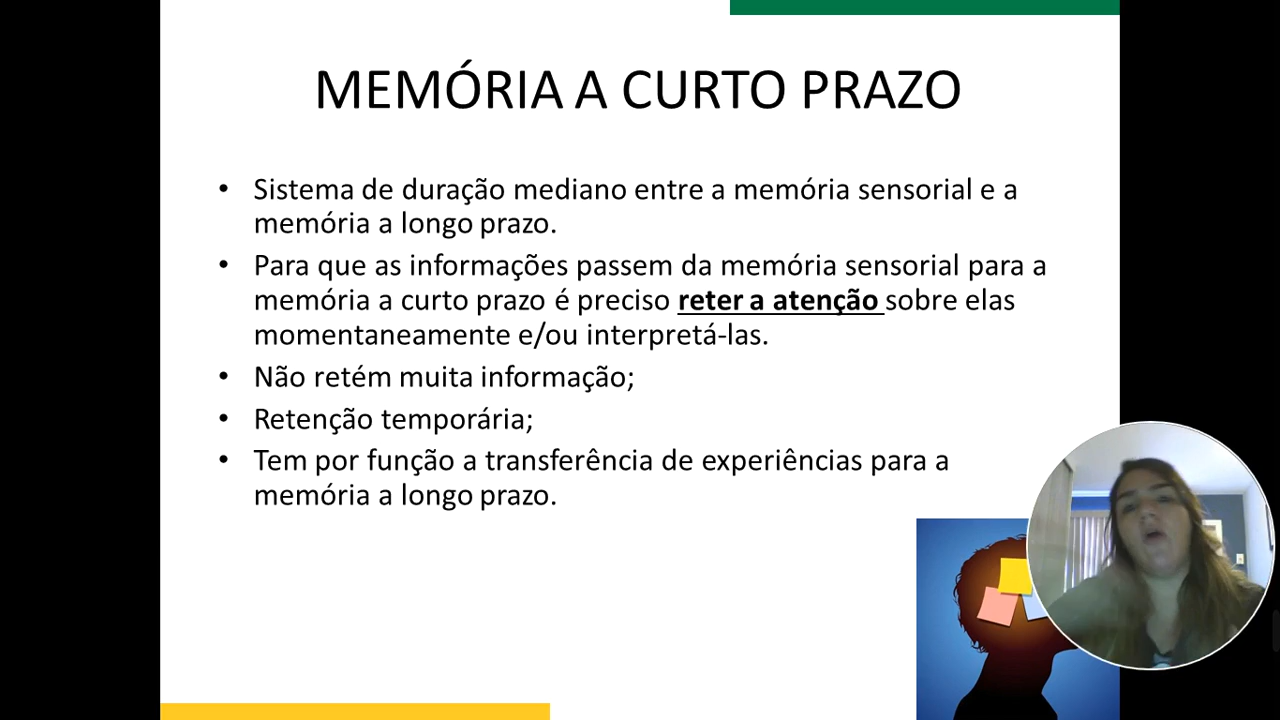 MEMÓRIA A CURTO PRAZO
• Sistema de duração mediano entre a memória sensorial e a
memória a longo prazo.
• Para que as informações passem da memória sensorial para a
memória a curto prazo é preciso reter a atenção sobre elas
momentaneamente e/ou interpretá-las.
• Não retém muita informação;
• Retenção temporária;
• Tem por função a transferência de experiências para a
memória a longo prazo.